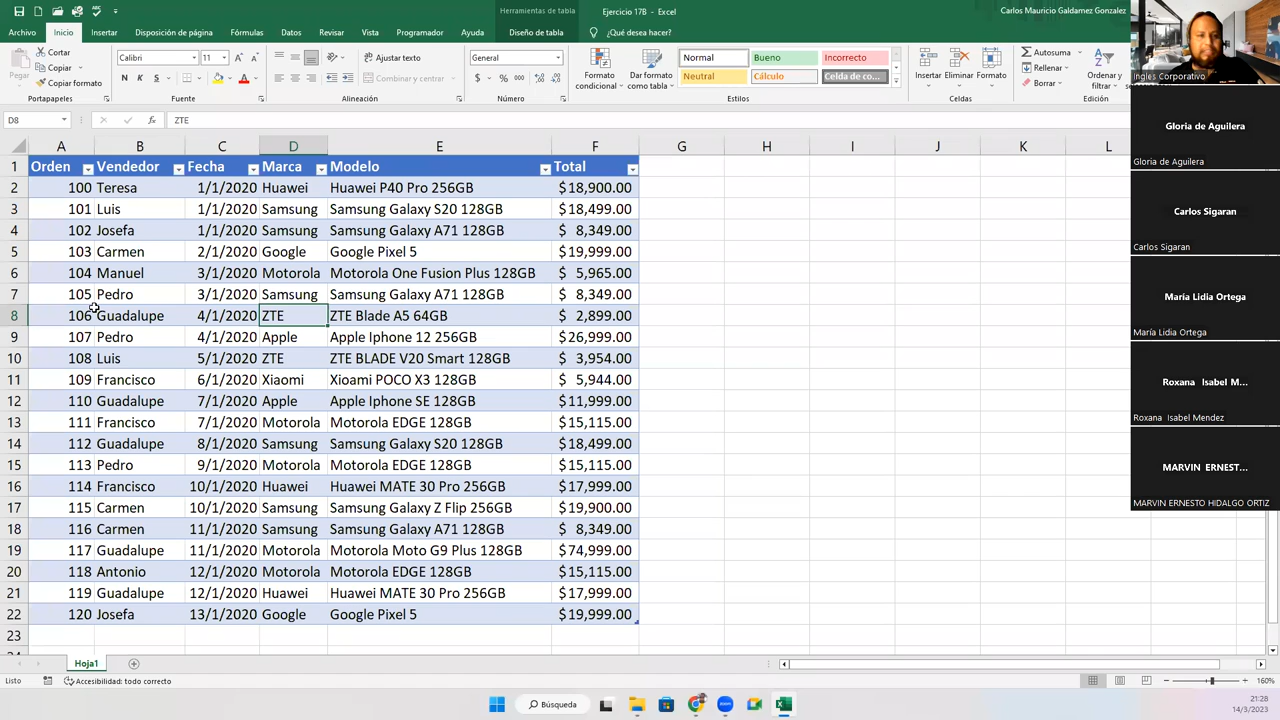 Herramientas de tabla
Ejercicio 17B - Excel
Carlos Mauricio Galdamez Gonzalez
Archivo Inicio Insertar Disposición de página Fórmulas Datos Revisar Vista Programador Ayuda Diseño de tabla ¿Qué desea hacer?
Pegar
Cortar
Copiar
Copiar formato
Portapapeles
Calibri 11
N K S
Fuente
Ajustar texto
Combinar y centrar
Alineación
General
$ % 000
Número
Formato condicional
Dar formato como tabla
Normal Bueno Incorrecto
Neutral Cálculo Celda de co...
Estilos
Insertar Eliminar Formato
Celdas
Autosuma
Rellenar
Borrar
Ordenar y filtrar
Edición
D8 fx ZTE
A B C D E F G H I J K L
1 Orden Vendedor Fecha Marca Modelo Total
2 100 Teresa 1/1/2020 Huawei Huawei P40 Pro 256GB $18,900.00
3 101 Luis 1/1/2020 Samsung Samsung Galaxy S20 128GB $18,499.00
4 102 Josefa 1/1/2020 Samsung Samsung Galaxy A71 128GB $ 8,349.00
5 103 Carmen 2/1/2020 Google Google Pixel 5 $19,999.00
6 104 Manuel 3/1/2020 Motorola Motorola One Fusion Plus 128GB $ 5,965.00
7 105 Pedro 3/1/2020 Samsung Samsung Galaxy A71 128GB $ 8,349.00
8 106 Guadalupe 4/1/2020 ZTE ZTE Blade A5 64GB $ 2,899.00
9 107 Pedro 4/1/2020 Apple Apple Iphone 12 256GB $26,999.00
10 108 Luis 5/1/2020 ZTE ZTE BLADE V20 Smart 128GB $ 3,954.00
11 109 Francisco 6/1/2020 Xiaomi Xioami POCO X3 128GB $ 5,944.00
12 110 Guadalupe 7/1/2020 Apple Apple Iphone SE 128GB $11,999.00
13 111 Francisco 7/1/2020 Motorola Motorola EDGE 128GB $15,115.00
14 112 Guadalupe 8/1/2020 Samsung Samsung Galaxy S20 128GB $18,499.00
15 113 Pedro 9/1/2020 Motorola Motorola EDGE 128GB $15,115.00
16 114 Francisco 10/1/2020 Huawei Huawei MATE 30 Pro 256GB $17,999.00
17 115 Carmen 10/1/2020 Samsung Samsung Galaxy Z Flip 256GB $19,900.00
18 116 Carmen 11/1/2020 Samsung Samsung Galaxy A71 128GB $ 8,349.00
19 117 Guadalupe 11/1/2020 Motorola Motorola Moto G9 Plus 128GB $74,999.00
20 118 Antonio 12/1/2020 Motorola Motorola EDGE 128GB $15,115.00
21 119 Guadalupe 12/1/2020 Huawei Huawei MATE 30 Pro 256GB $17,999.00
22 120 Josefa 13/1/2020 Google Google Pixel 5 $19,999.00
23
Hoja1
Listo Accesibilidad: todo correcto 160%
Búsqueda
21:28
14/3/2023
Ingles Corporativo
Gloria de Aguilera
Gloria de Aguilera
Carlos Sigaran
Carlos Sigaran
María Lidia Ortega
María Lidia Ortega
Roxana Isabel M...
Roxana Isabel Mendez
MARVIN ERNEST...
MARVIN ERNESTO HIDALGO ORTIZ